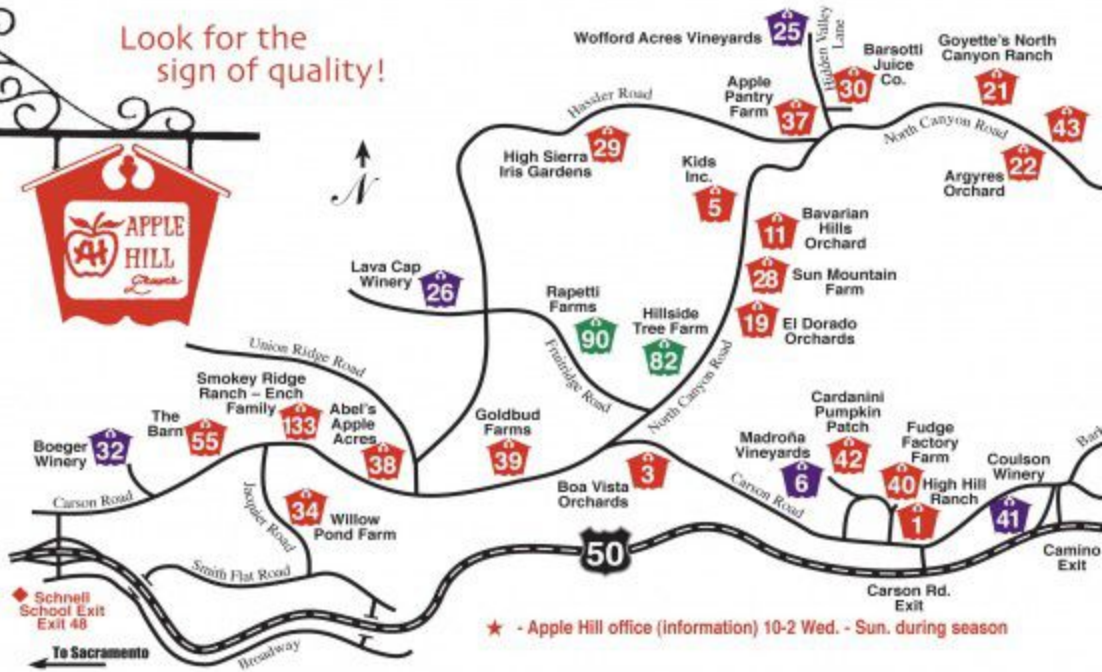 Look for the
sign of quality!
APPLE
HILL
AH
Wofford Acres Vineyards
25
Hidden Valley
Lane
Barsotti
Juice
Co.
30
Goyette's North
Canyon Ranch
21
43
Apple
Pantry
Farm
37
Hassler Road
North Canyon Road
High Sierra
Iris Gardens
29
Kids
Inc.
5
Argyres
Orchard
22
N
Bavarian
Hills
Orchard
11
28
Sun Mountain
Farm
19
El Dorado
Orchards
Lava Cap
Winery
26
Rapetti
Farms
90
Hillside
Tree Farm
82
Fruitridge Road
North Canyon Road
Union Ridge Road
Smokey Ridge
Ranch – Ench
Family
133
The
Barn
55
Abel's
Apple
Acres
38
Goldbud
Farms
39
Boeger
Winery
32
Carson Road
Jacquier Road
34
Willow
Pond Farm
Smith Flat Road
3
Boa Vista
Orchards
Carson Road
Madroña
Vineyards
6
Cardanini
Pumpkin
Patch
42
Fudge
Factory
Farm
40
High Hill
Ranch
1
Coulson
Winery
41
Bark
50
Camino
Exit
Carson Rd.
Exit
Schnell
School Exit
Exit 48
To Sacramento
Broadway
- Apple Hill office (information) 10-2 Wed. - Sun. during season